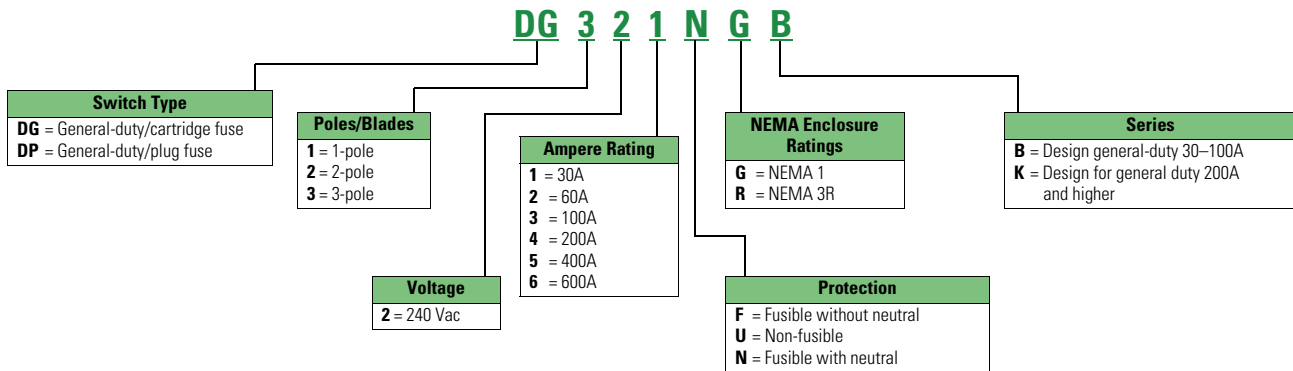 DG 3 2 1 N G B
Switch Type
DG = General-duty/cartridge fuse
DP = General-duty/plug fuse
Poles/Blades
1 = 1-pole
2 = 2-pole
3 = 3-pole
Voltage
2 = 240 Vac
Ampere Rating
1 = 30A
2 = 60A
3 = 100A
4 = 200A
5 = 400A
6 = 600A
NEMA Enclosure
Ratings
G = NEMA 1
R = NEMA 3R
Protection
F = Fusible without neutral
U = Non-fusible
N = Fusible with neutral
Series
B = Design general-duty 30–100A
K = Design for general duty 200A
and higher